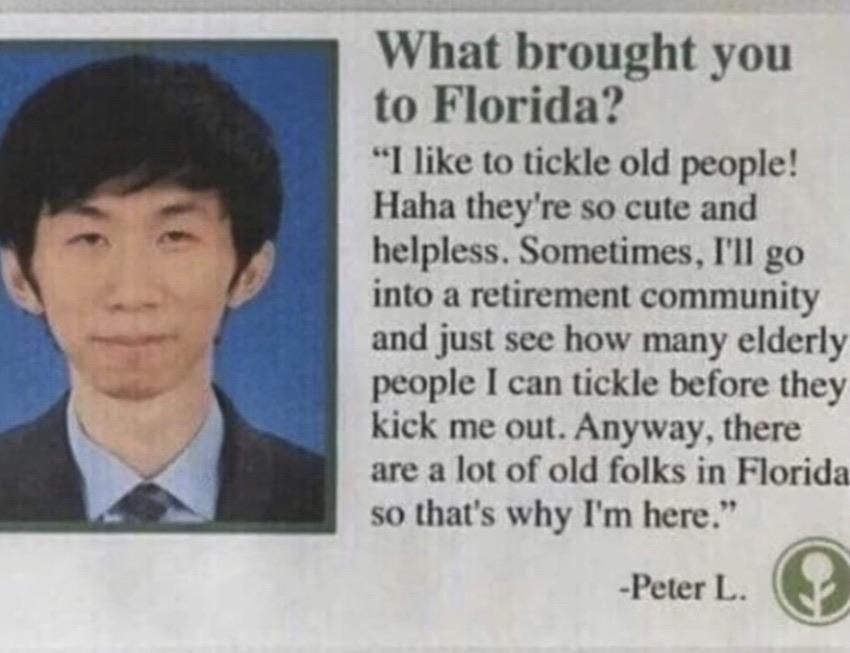 What brought you
to Florida?
“I like to tickle old people!
Haha they're so cute and
helpless. Sometimes, I'll go
into a retirement community
and just see how many elderly
people I can tickle before they
kick me out. Anyway, there
are a lot of old folks in Florida
so that's why I'm here.”
-Peter L.